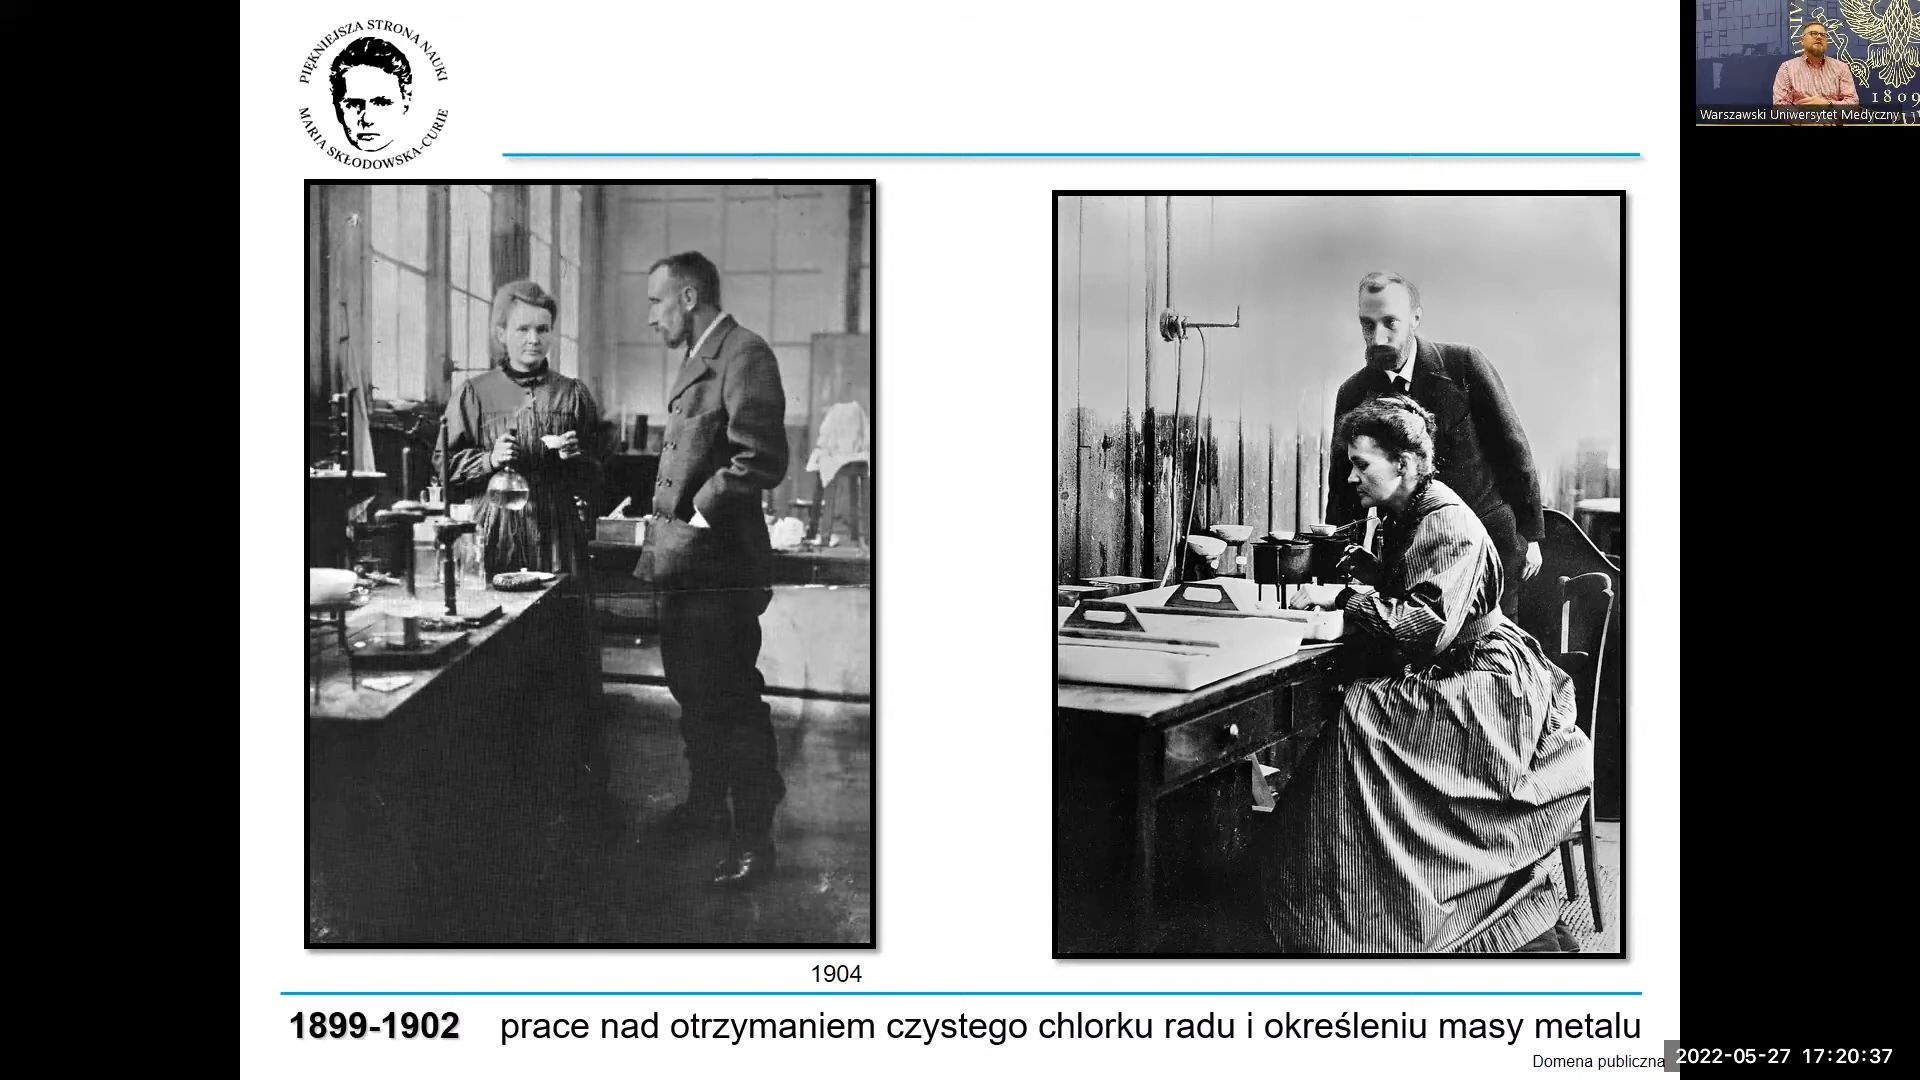 PIĘKNIEJSZA STRONA NAUKI
MARIA SKŁODOWSKA-CURIE
1809
Warszawski Uniwersytet Medyczny -
1904
1899-1902 prace nad otrzymaniem czystego chlorku radu i określeniu masy metalu
Domena publiczna
2022-05-27 17:20:37